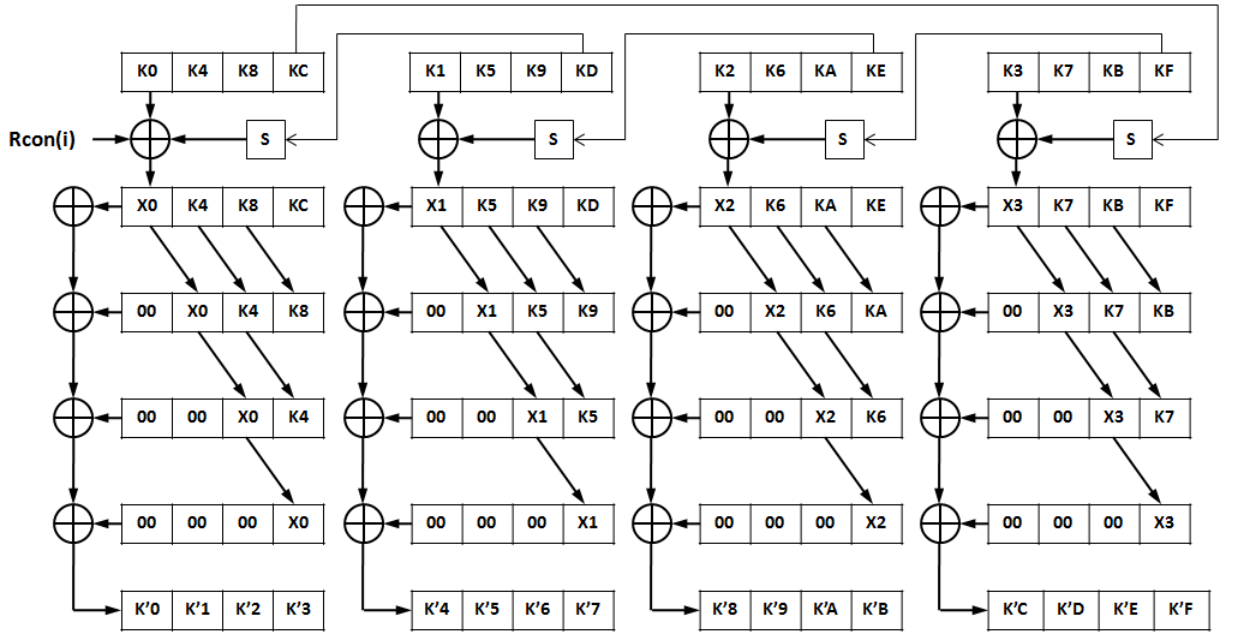 K0 K4 K8 KC K1 K5 K9 KD K2 K6 KA KE K3 K7 KB KF
Rcon(i) S S S S
X0 K4 K8 KC X1 K5 K9 KD X2 K6 KA KE X3 K7 KB KF
00 X0 K4 K8 00 X1 K5 K9 00 X2 K6 KA 00 X3 K7 KB
00 00 X0 K4 00 00 X1 K5 00 00 X2 K6 00 00 X3 K7
00 00 00 X0 00 00 00 X1 00 00 00 X2 00 00 00 X3
K'0 K'1 K'2 K'3 K'4 K'5 K'6 K'7 K'8 K'9 K'A K'B K'C K'D K'E K'F